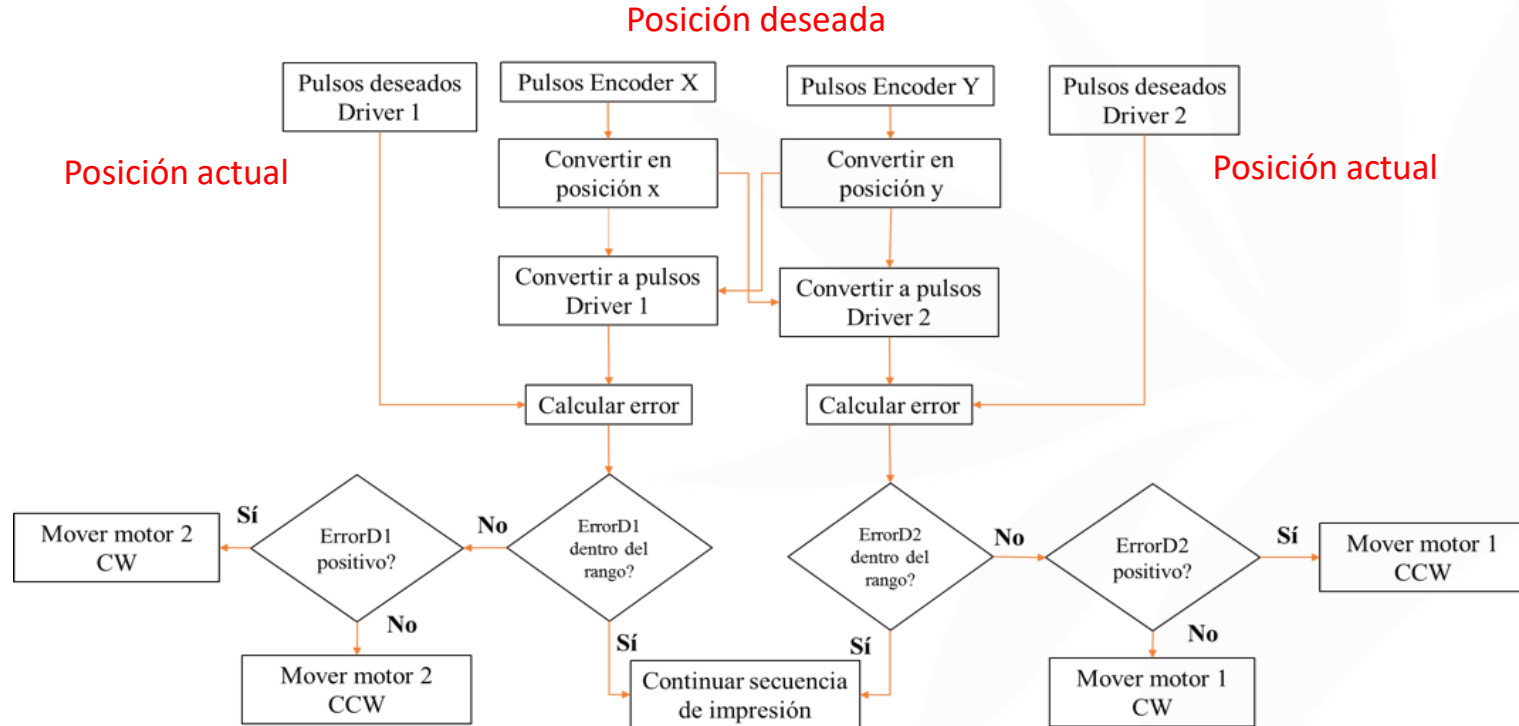 Posición deseada
Pulsos deseados
Driver 1
Pulsos Encoder X
Pulsos Encoder Y
Pulsos deseados
Driver 2
Posición actual
Convertir en
posición x
Convertir en
posición y
Posición actual
Convertir a pulsos
Driver 1
Convertir a pulsos
Driver 2
Calcular error
Calcular error
Mover motor 2
CW
Sí
ErrorD1
positivo?
No
ErrorD1
dentro del
rango?
ErrorD2
dentro del
rango?
No
ErrorD2
positivo?
Sí
Mover motor 1
CCW
No
Sí
Sí
No
Mover motor 2
CCW
Continuar secuencia
de impresión
Mover motor 1
CW